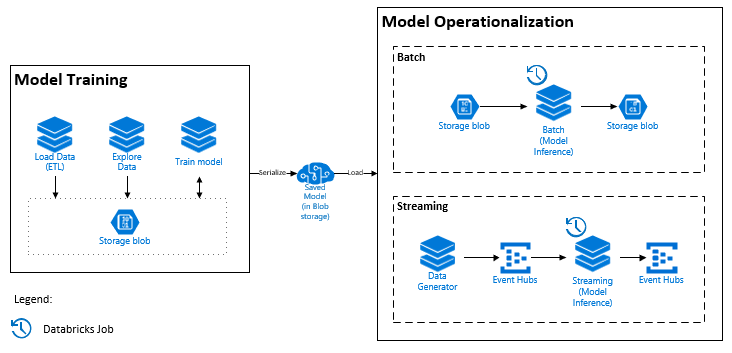 Model Operationalization
Batch
Storage blob
Batch
(Model
Inference)
Storage blob
Model Training
Load Data
(ETL)
Explore
Data
Train model
Storage blob
Serialize
Saved
Model
(in Blob
storage)
Load
Streaming
Data
Generator
Event Hubs
Streaming
(Model
Inference)
Event Hubs
Legend:
Databricks Job